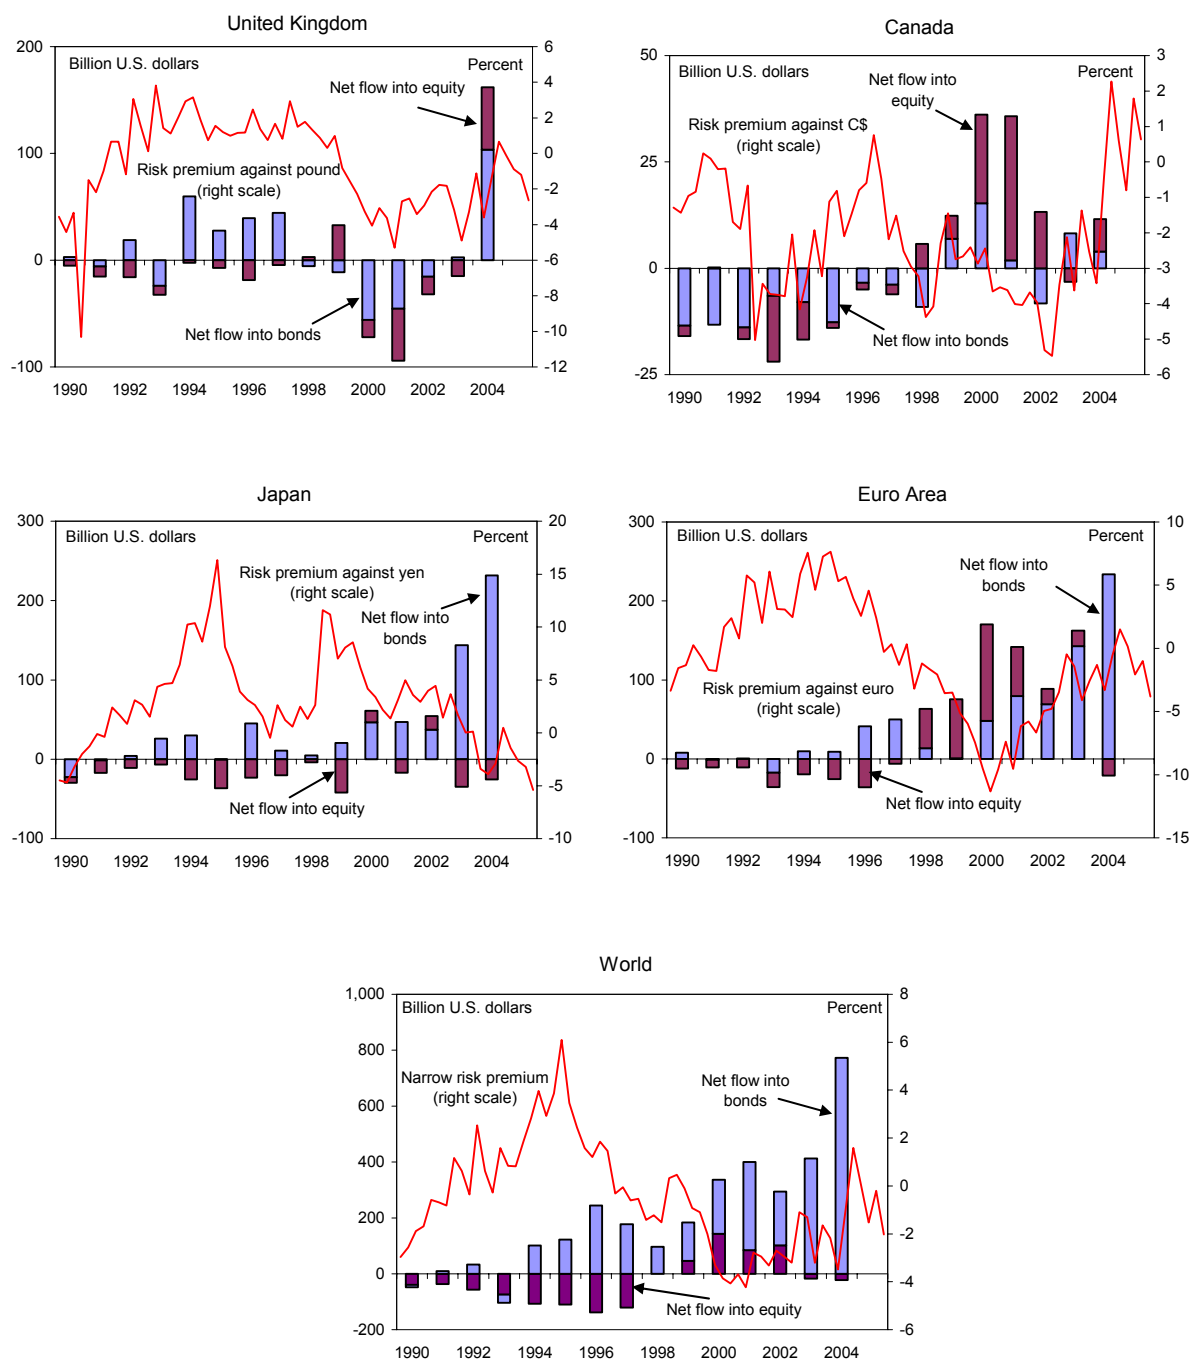 United Kingdom
200
100
0
-100
Billion U.S. dollars
Percent
Net flow into equity
Risk premium against pound
(right scale)
Net flow into bonds
6
4
2
0
-2
-4
-6
-8
-10
-12
1990 1992 1994 1996 1998 2000 2002 2004
Canada
50
25
0
-25
Billion U.S. dollars
Percent
Net flow into
equity
Risk premium against C$
(right scale)
Net flow into bonds
3
2
1
0
-1
-2
-3
-4
-5
-6
1990 1992 1994 1996 1998 2000 2002 2004
Japan
300
200
100
0
-100
Billion U.S. dollars
Percent
Risk premium against yen
(right scale)
Net flow into
bonds
Net flow into equity
20
15
10
5
0
-5
-10
1990 1992 1994 1996 1998 2000 2002 2004
Euro Area
300
200
100
0
-100
Billion U.S. dollars
Percent
Net flow into
bonds
Risk premium against euro
(right scale)
Net flow into equity
10
5
0
-5
-10
-15
1990 1992 1994 1996 1998 2000 2002 2004
World
1,000
800
600
400
200
0
-200
Billion U.S. dollars
Percent
Narrow risk premium
(right scale)
Net flow into
bonds
Net flow into equity
8
6
4
2
0
-2
-4
-6
1990 1992 1994 1996 1998 2000 2002 2004